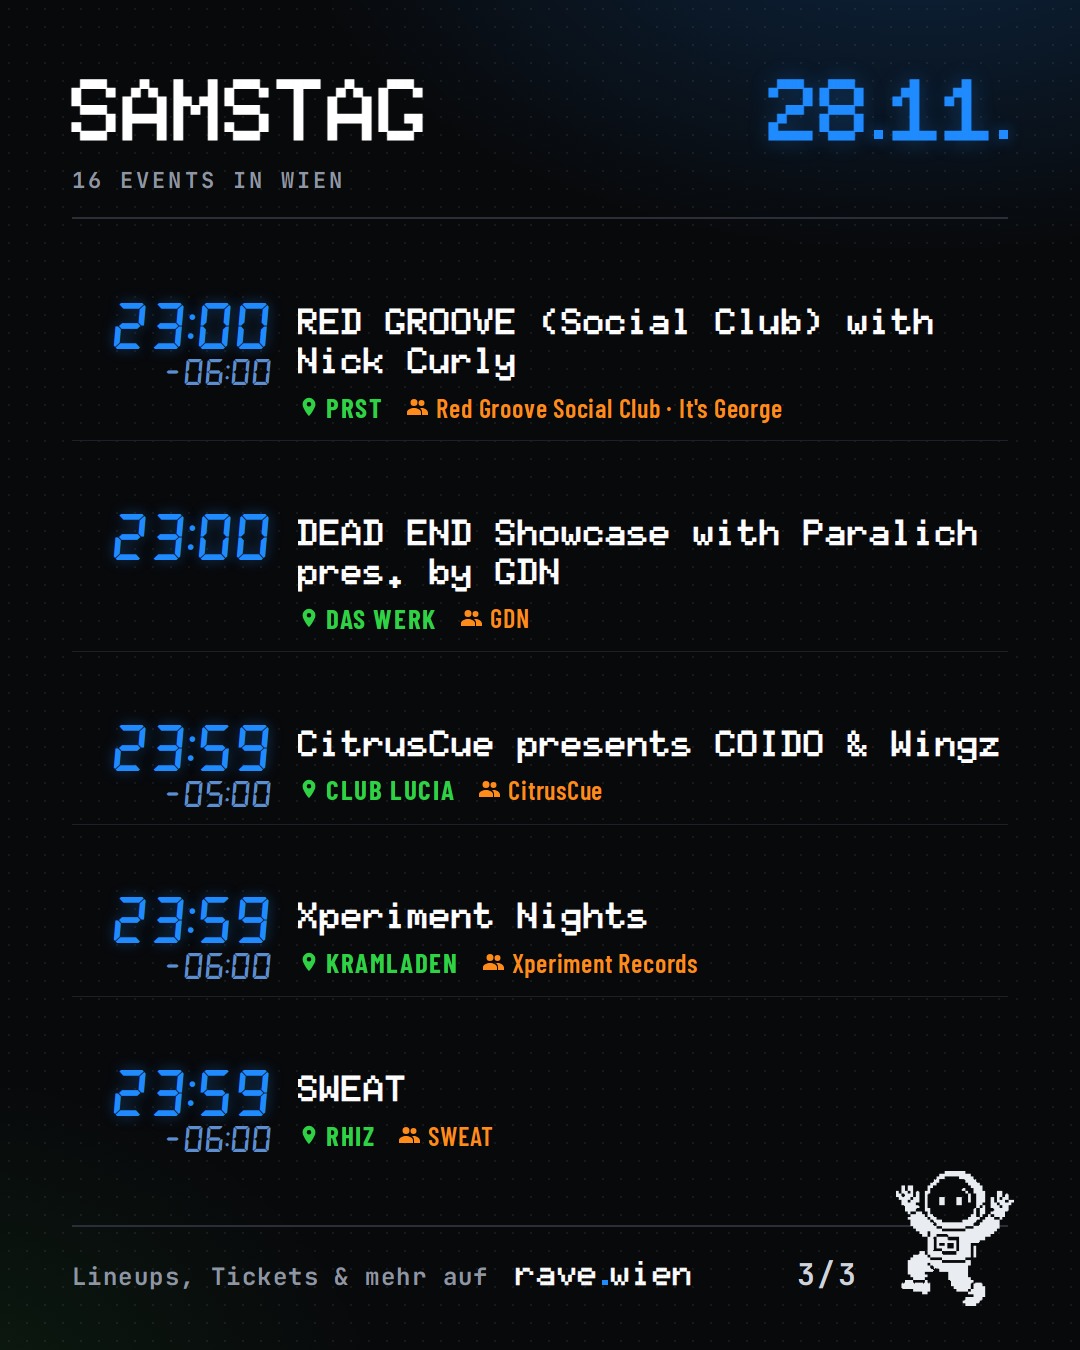 SAMSTAG 28.11.
16 EVENTS IN WIEN
23:00 RED GROOVE (Social Club) with
-06:00 Nick Curly
PRST Red Groove Social Club · It's George
23:00 DEAD END Showcase with Paralich
pres. by GDN
DAS WERK GDN
23:59 CitrusCue presents COIDO & Wingz
-05:00 CLUB LUCIA CitrusCue
23:59 Xperiment Nights
-06:00 KRAMLADEN Xperiment Records
23:59 SWEAT
-06:00 RHIZ SWEAT
Lineups, Tickets & mehr auf rave.wien 3/3